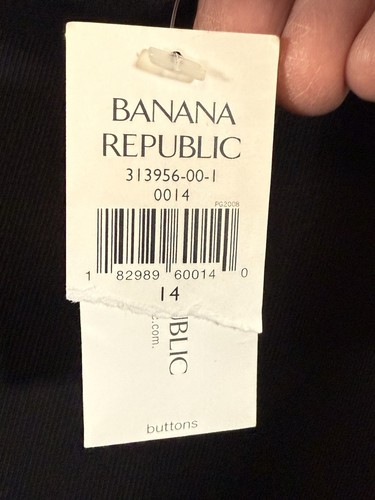 BANANA
REPUBLIC
313956-00-1
0014
PG2008
1 82989 60014 0
14
UBLIC
c.com.
buttons